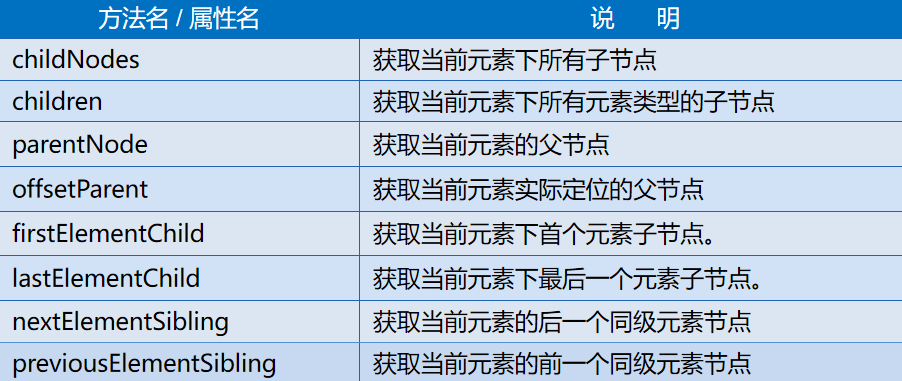 方法名 / 属性名 说 明
childNodes 获取当前元素下所有子节点
children 获取当前元素下所有元素类型的子节点
parentNode 获取当前元素的父节点
offsetParent 获取当前元素实际定位的父节点
firstElementChild 获取当前元素下首个元素子节点。
lastElementChild 获取当前元素下最后一个元素子节点。
nextElementSibling 获取当前元素的后一个同级元素节点
previousElementSibling 获取当前元素的前一个同级元素节点